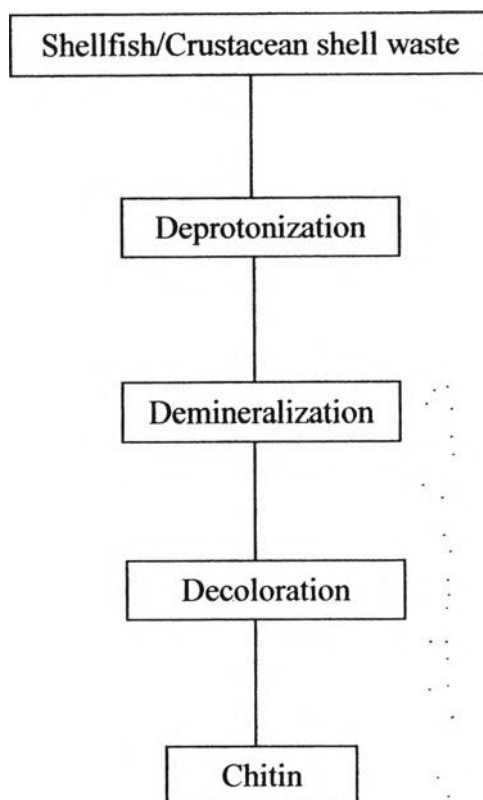 Shellfish/Crustacean shell waste
Deprotonization
Demineralization
Decoloration
Chitin